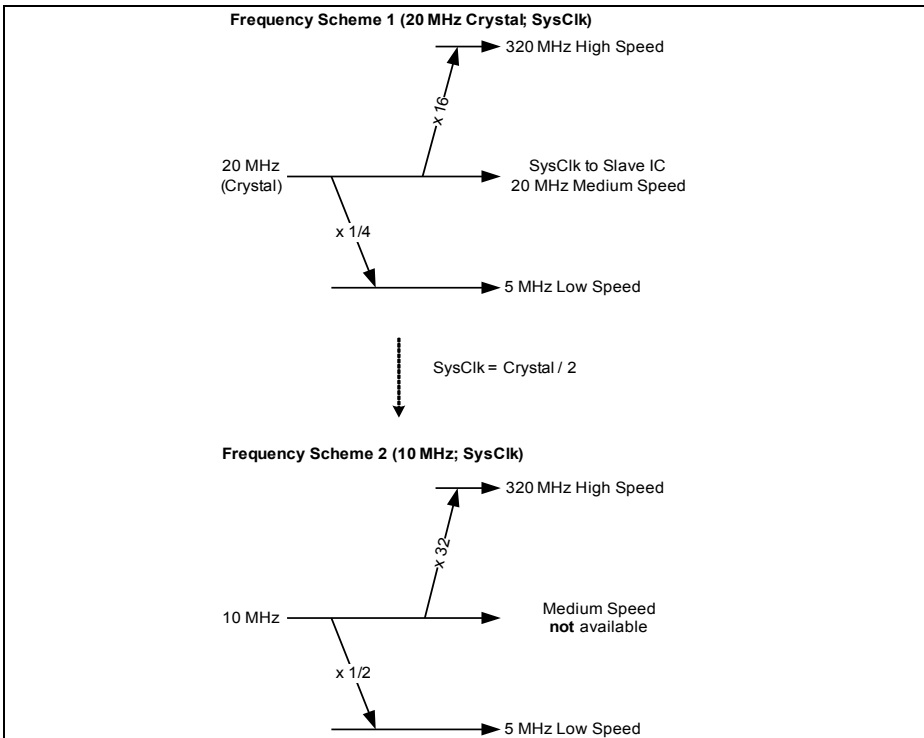 Frequency Scheme 1 (20 MHz Crystal; SysClk)
320 MHz High Speed
x 16
20 MHz
(Crystal)
SysClk to Slave IC
20 MHz Medium Speed
x 1/4
5 MHz Low Speed
SysClk = Crystal / 2
Frequency Scheme 2 (10 MHz; SysClk)
320 MHz High Speed
x 32
10 MHz
Medium Speed
not available
x 1/2
5 MHz Low Speed